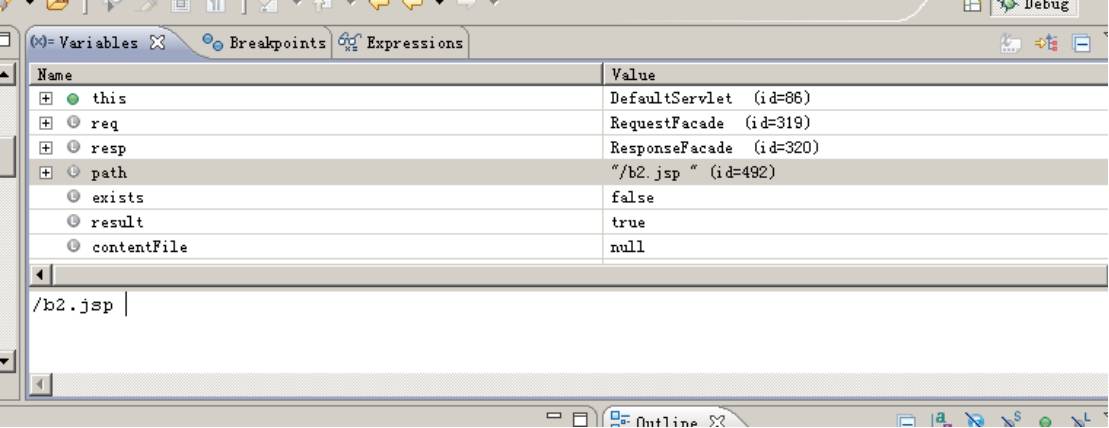 Debug
(x)= Variables Breakpoints Expressions
Name Value
this DefaultServlet (id=86)
req RequestFacade (id=319)
resp ResponseFacade (id=320)
path "/b2.jsp " (id=492)
exists false
result true
contentFile null
/b2.jsp
Outline